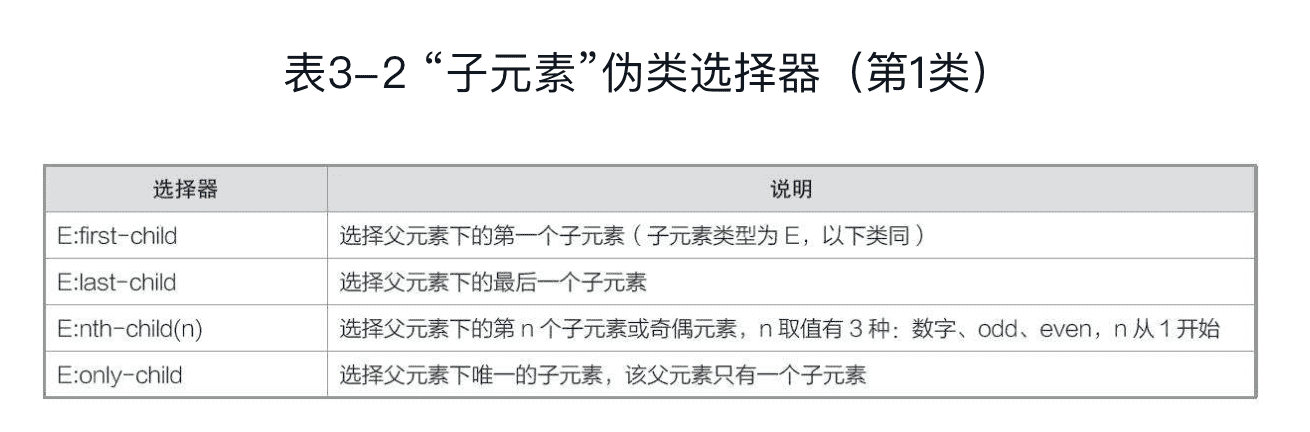 表3-2 “子元素”伪类选择器（第1类）
选择器 说明
E:first-child 选择父元素下的第一个子元素（子元素类型为 E，以下类同）
E:last-child 选择父元素下的最后一个子元素
E:nth-child(n) 选择父元素下的第 n 个子元素或奇偶元素，n 取值有 3 种：数字、odd、even，n 从 1 开始
E:only-child 选择父元素下唯一的子元素，该父元素只有一个子元素